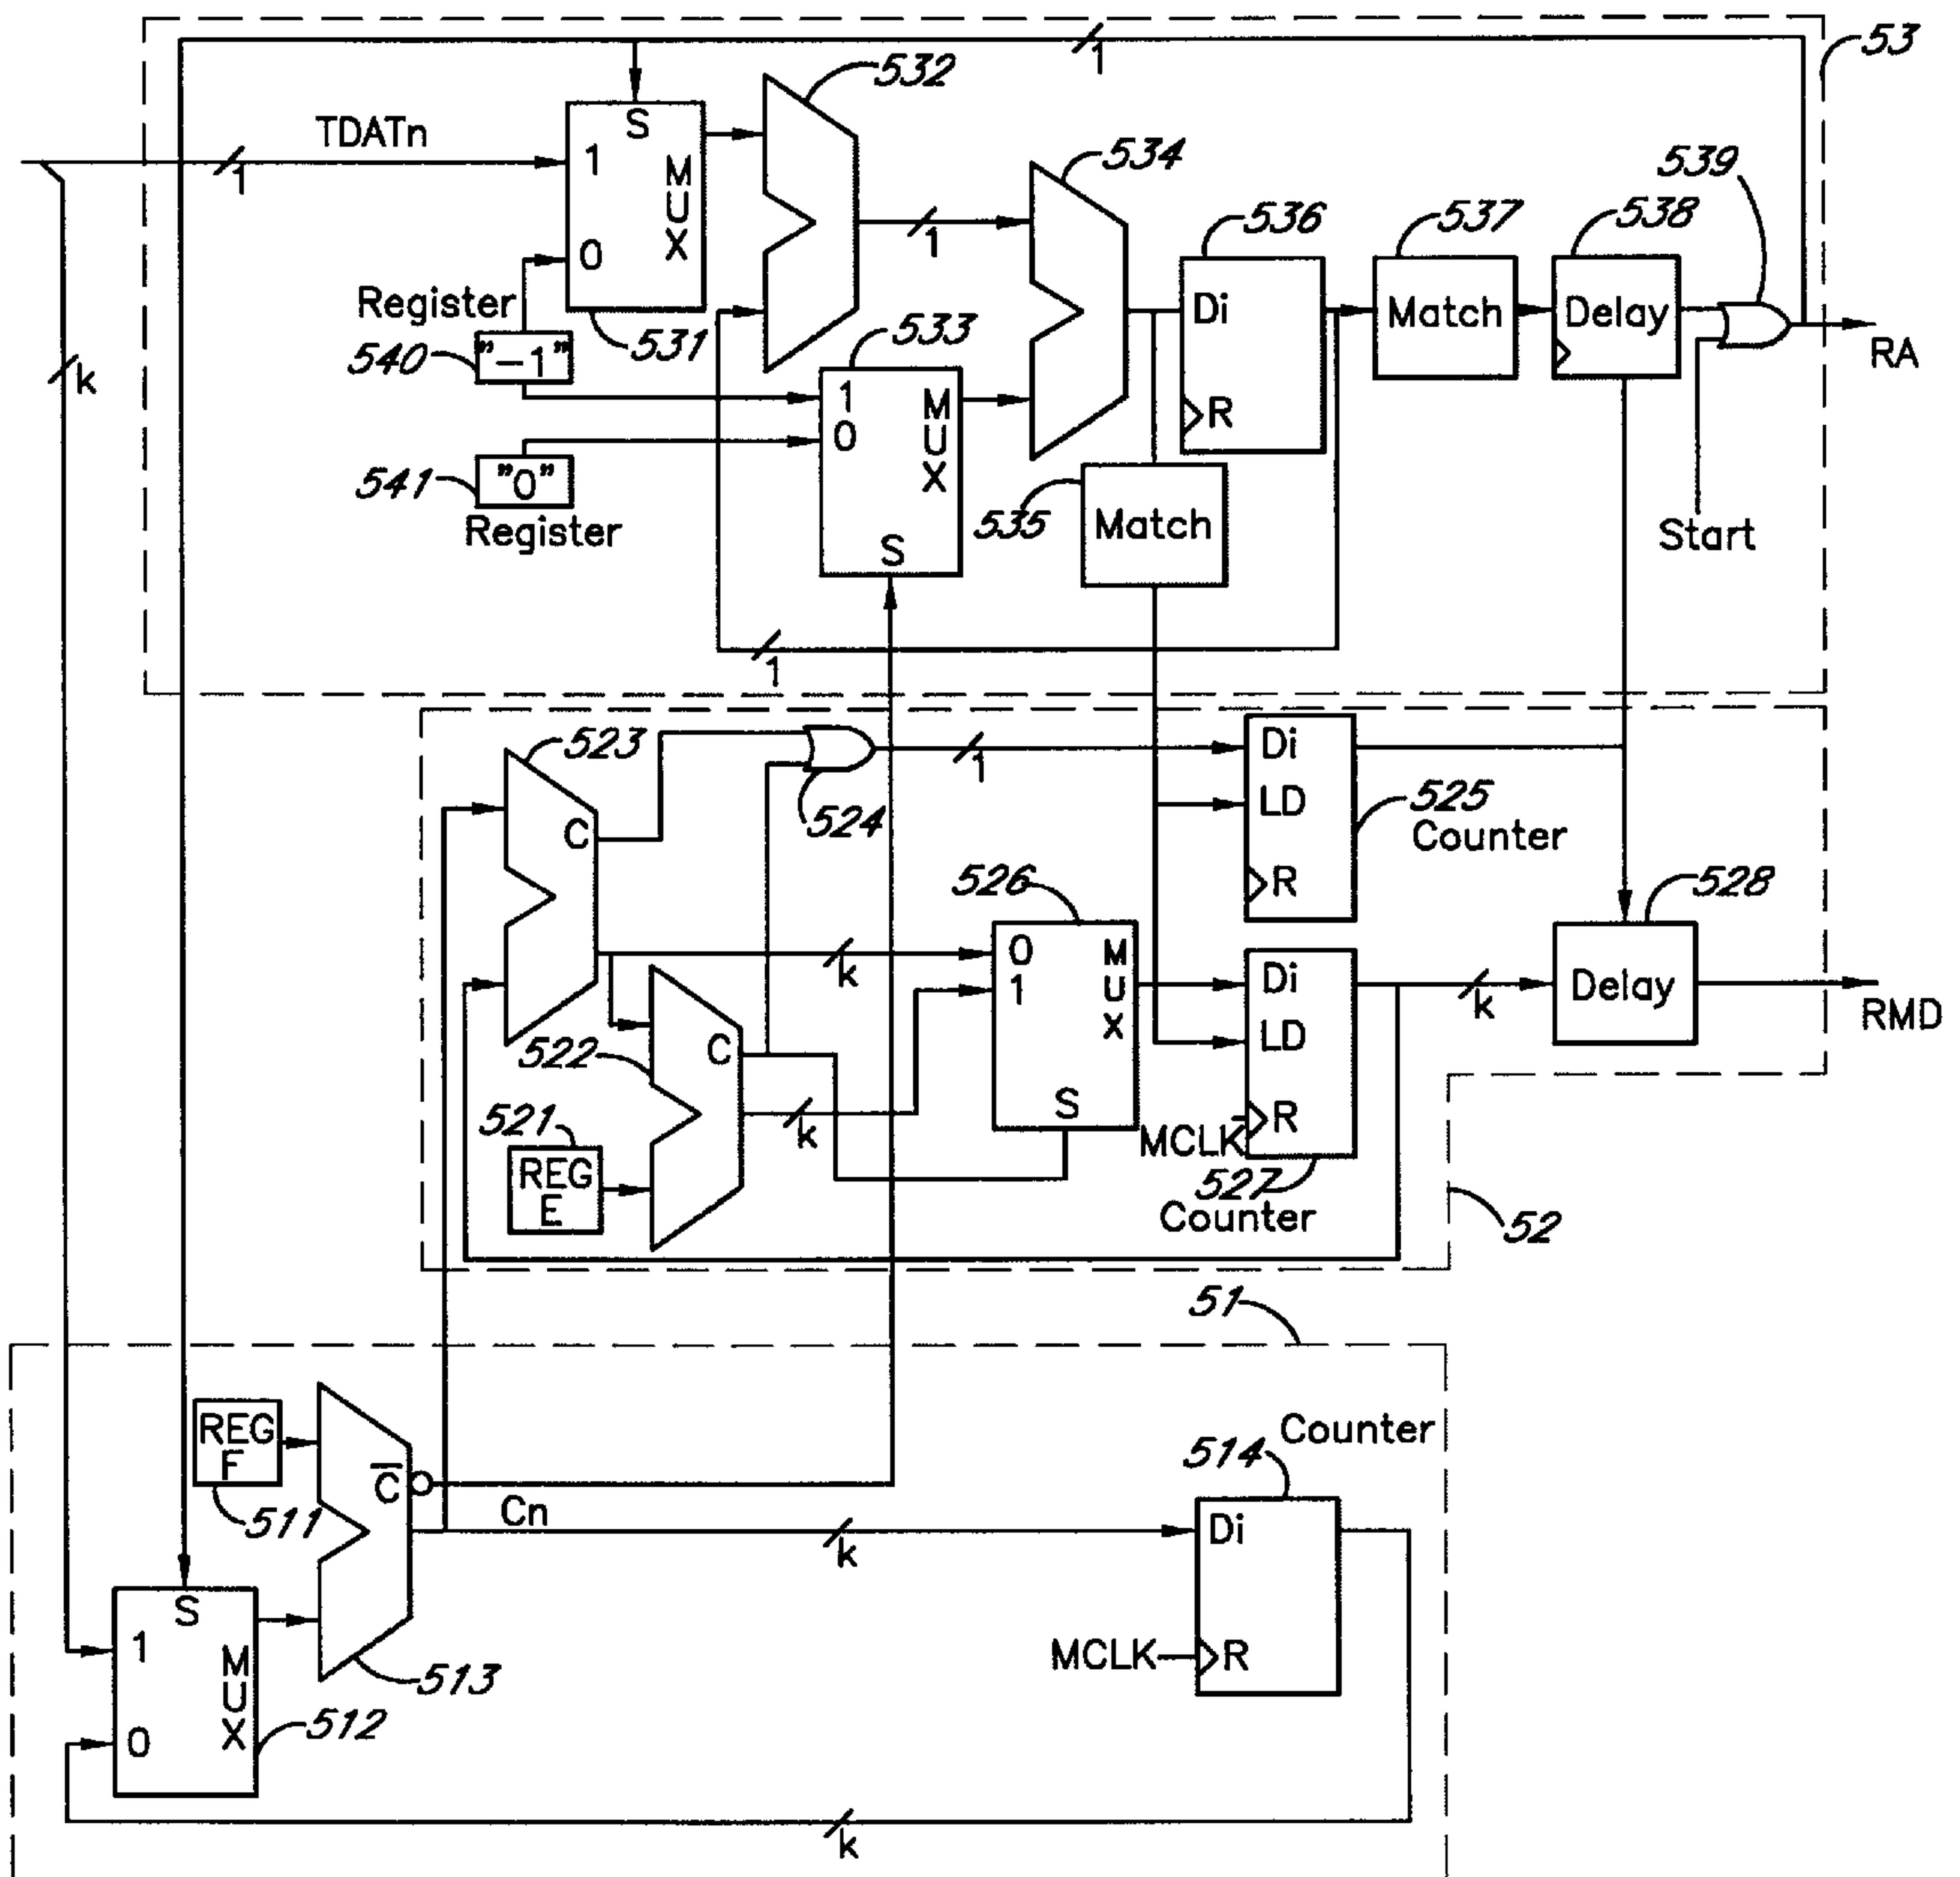 1
53
532
TDATn
S
1
M
U
X
0
1
534
539
536
537
538
1
Register
"-1"
540
531
533
Di
R
Match
Delay
RA
1
0
M
U
X
S
"0"
541
Register
535
Match
Start
k
1
523
524
C
1
Di
LD
R
525
Counter
526
528
k
0
1
M
U
X
S
Di
LD
R
k
Delay
RMD
522
C
k
521
REG
E
MCLK
527
Counter
52
51
REG
F
511
C̅
Cn
k
513
Counter
514
Di
MCLK
R
S
1
M
U
X
0
512
k